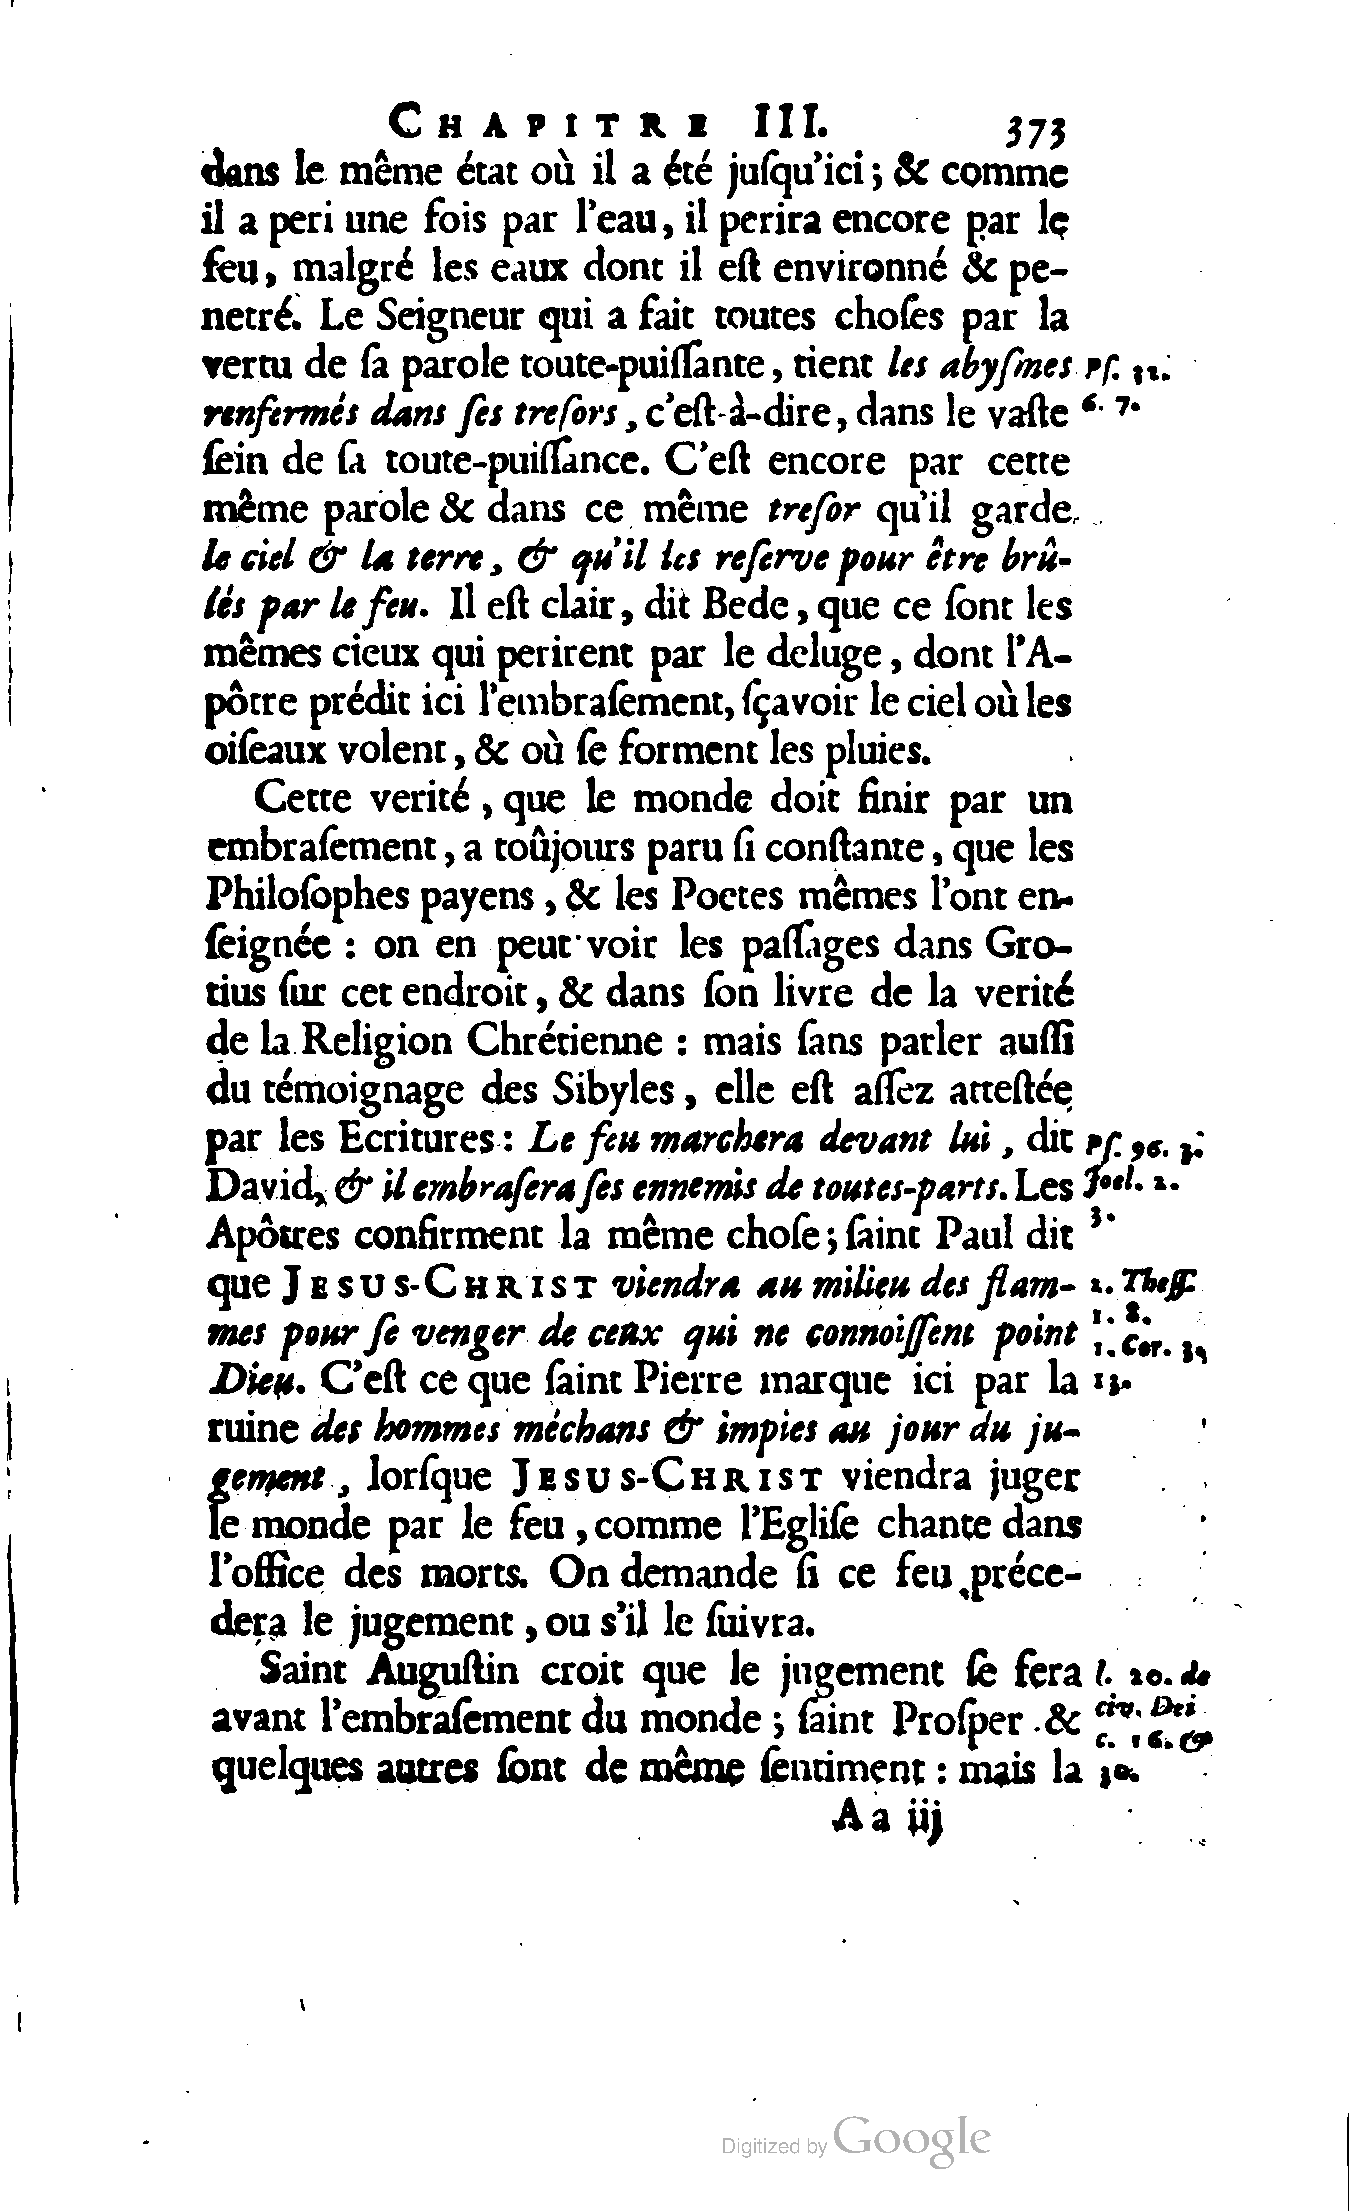 CHAPITRE III. 373
dans le même état où il a été juſqu'ici ; & comme
il a peri une fois par l'eau, il perira encore par le
feu, malgré les eaux dont il eſt environné & pe-
netré. Le Seigneur qui a fait toutes choſes par la
vertu de ſa parole toute-puiſſante, tient les abyſmes
Pſ. 32.
renfermés dans ſes treſors, c'eſt-à-dire, dans le vaſte
6. 7.
ſein de ſa toute-puiſſance. C'eſt encore par cette
même parole & dans ce même treſor qu'il garde
le ciel & la terre, & qu'il les reſerve pour être brû-
lés par le feu. Il eſt clair, dit Bede, que ce ſont les
mêmes cieux qui perirent par le deluge, dont l'A-
pôtre prédit ici l'embraſement, ſçavoir le ciel où les
oiſeaux volent, & où ſe forment les pluies.
Cette verité, que le monde doit finir par un
embraſement, a toûjours paru ſi conſtante, que les
Philoſophes payens, & les Poetes mêmes l'ont en-
ſeignée : on en peut voir les paſſages dans Gro-
tius ſur cet endroit, & dans ſon livre de la verité
de la Religion Chrétienne : mais ſans parler auſſi
du témoignage des Sibyles, elle eſt aſſez atteſtée
par les Ecritures : Le feu marchera devant lui, dit
Pſ. 96. 3.
David, & il embraſera ſes ennemis de toutes-parts. Les
Joel. 2.
Apôtres confirment la même choſe ; ſaint Paul dit
3.
que JESUS-CHRIST viendra au milieu des flam-
2. Theſſ.
mes pour ſe venger de ceux qui ne connoiſſent point
1. 8.
1. Cor. 3,
Dieu. C'eſt ce que ſaint Pierre marque ici par la
13.
ruine des hommes méchans & impies au jour du ju-
gement, lorſque JESUS-CHRIST viendra juger
le monde par le feu, comme l'Egliſe chante dans
l'office des morts. On demande ſi ce feu préce-
dera le jugement, ou s'il le ſuivra.
Saint Auguſtin croit que le jugement ſe fera
l. 20. de
avant l'embraſement du monde ; ſaint Proſper & 
civ. Dei
c. 16. &
quelques autres ſont de même ſentiment : mais la
30.
Aa iij
Digitized by Google